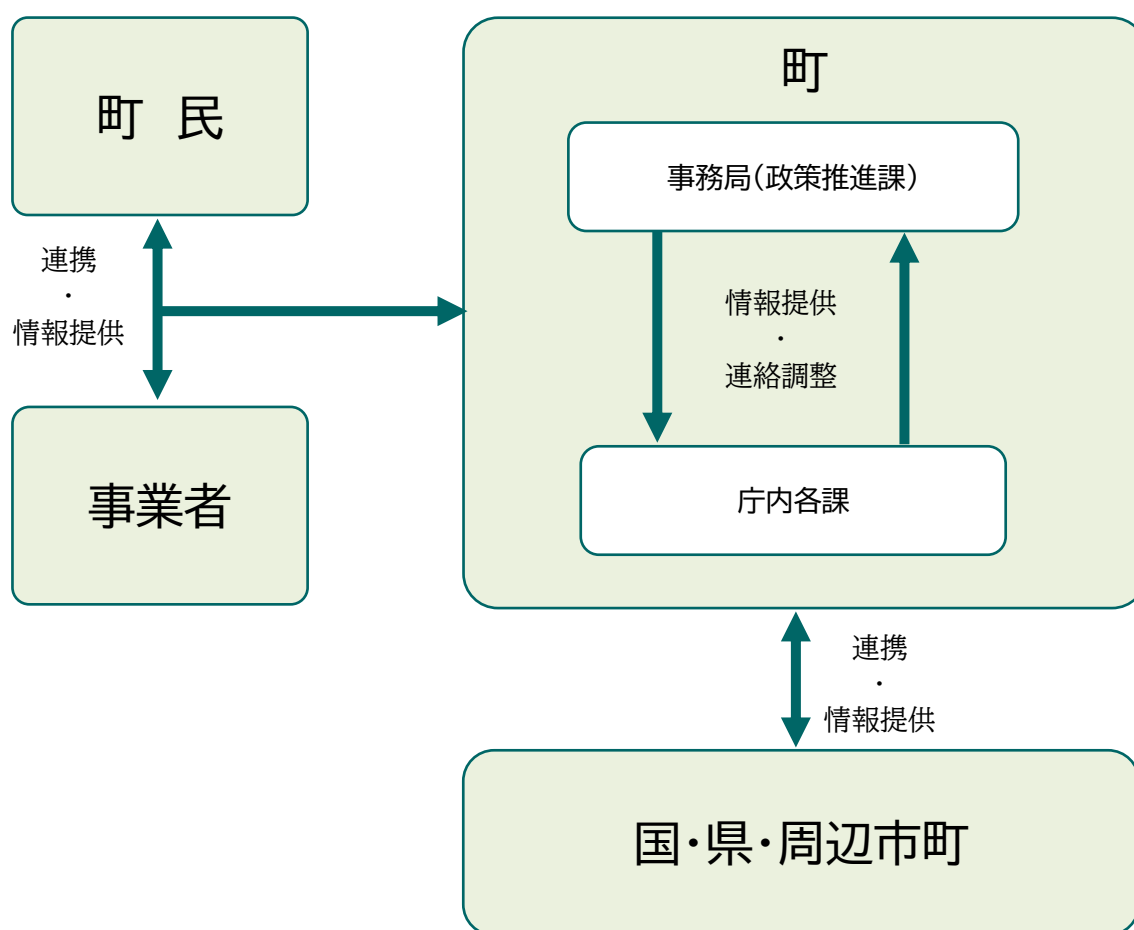 町　民
連携
・
情報提供
事業者
町
事務局(政策推進課)
情報提供
・
連絡調整
庁内各課
連携
・
情報提供
国・県・周辺市町